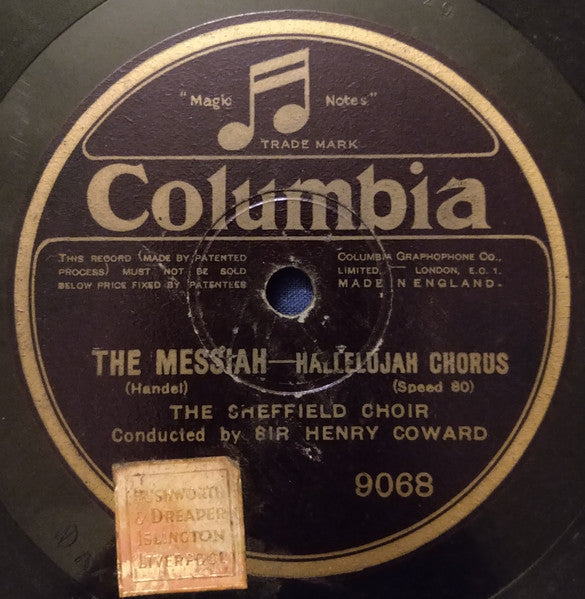 "Magic Notes"
TRADE MARK
Columbia
THIS RECORD (MADE BY PATENTED
PROCESS) MUST NOT BE SOLD
BELOW PRICE FIXED BY PATENTEES
COLUMBIA GRAPHOPHONE CO.,
LIMITED. — LONDON, E.C.1.
MADE IN ENGLAND.
THE MESSIAH—HALLELUJAH CHORUS
(Handel) (Speed 80)
THE SHEFFIELD CHOIR
Conducted by SIR HENRY COWARD
9068
RUSHWORTH
& DREAPER
ISLINGTON
LIVERPOOL